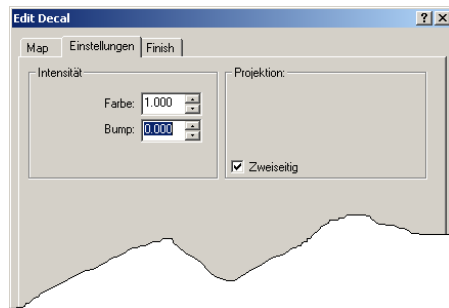 Edit Decal
Map Einstellungen Finish
Intensität
Farbe: 1.000
Bump: 0.000
Projektion:
Zweiseitig